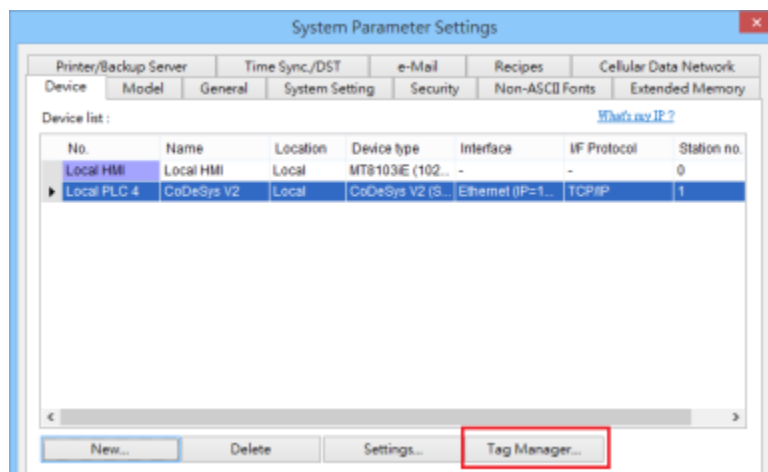 System Parameter Settings
Printer/Backup Server Time Sync./DST e-Mail Recipes Cellular Data Network
Device Model General System Setting Security Non-ASCII Fonts Extended Memory
Device list : What's my IP ?
No. Name Location Device type Interface I/F Protocol Station no.
Local HMI Local HMI Local MT8103iE (102... - - 0
Local PLC 4 CoDeSys V2 Local CoDeSys V2 (S... Ethernet (IP=1... TCP/IP 1
New... Delete Settings... Tag Manager...